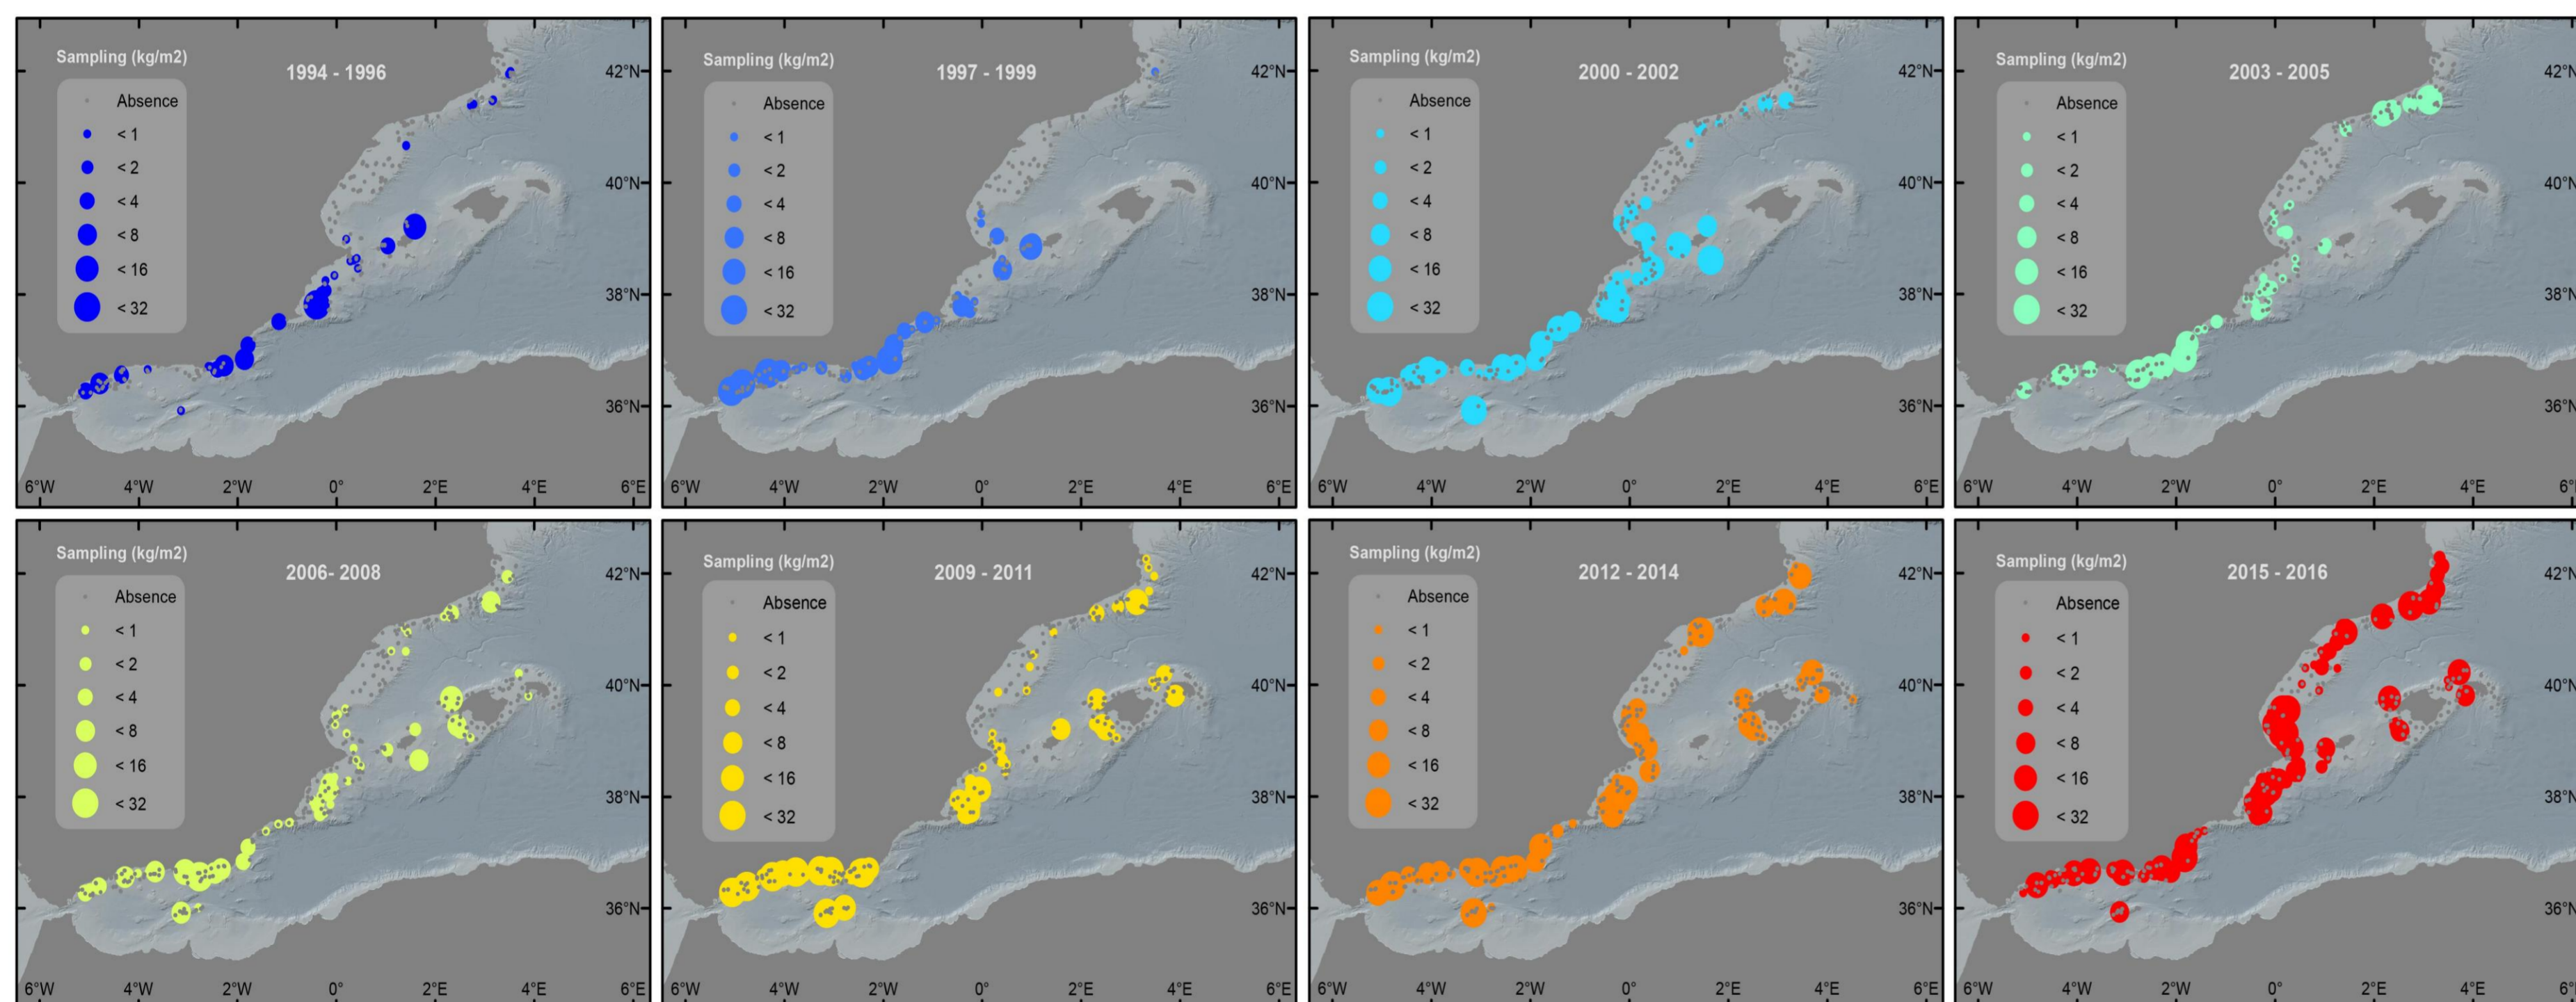 Sampling (kg/m2)
1994 - 1996
Absence
< 1
< 2
< 4
< 8
< 16
< 32
42°N
40°N
38°N
36°N
6°W 4°W 2°W 0° 2°E 4°E 6°E
Sampling (kg/m2)
1997 - 1999
Absence
< 1
< 2
< 4
< 8
< 16
< 32
42°N
40°N
38°N
36°N
6°W 4°W 2°W 0° 2°E 4°E 6°E
Sampling (kg/m2)
2000 - 2002
Absence
< 1
< 2
< 4
< 8
< 16
< 32
42°N
40°N
38°N
36°N
6°W 4°W 2°W 0° 2°E 4°E 6°E
Sampling (kg/m2)
2003 - 2005
Absence
< 1
< 2
< 4
< 8
< 16
< 32
42°N
40°N
38°N
36°N
6°W 4°W 2°W 0° 2°E 4°E
Sampling (kg/m2)
2006- 2008
Absence
< 1
< 2
< 4
< 8
< 16
< 32
42°N
40°N
38°N
36°N
6°W 4°W 2°W 0° 2°E 4°E 6°E
Sampling (kg/m2)
2009 - 2011
Absence
< 1
< 2
< 4
< 8
< 16
< 32
42°N
40°N
38°N
36°N
6°W 4°W 2°W 0° 2°E 4°E 6°E
Sampling (kg/m2)
2012 - 2014
Absence
< 1
< 2
< 4
< 8
< 16
< 32
42°N
40°N
38°N
36°N
6°W 4°W 2°W 0° 2°E 4°E 6°E
Sampling (kg/m2)
2015 - 2016
Absence
< 1
< 2
< 4
< 8
< 16
< 32
42°N
40°N
38°N
36°N
6°W 4°W 2°W 0° 2°E 4°E